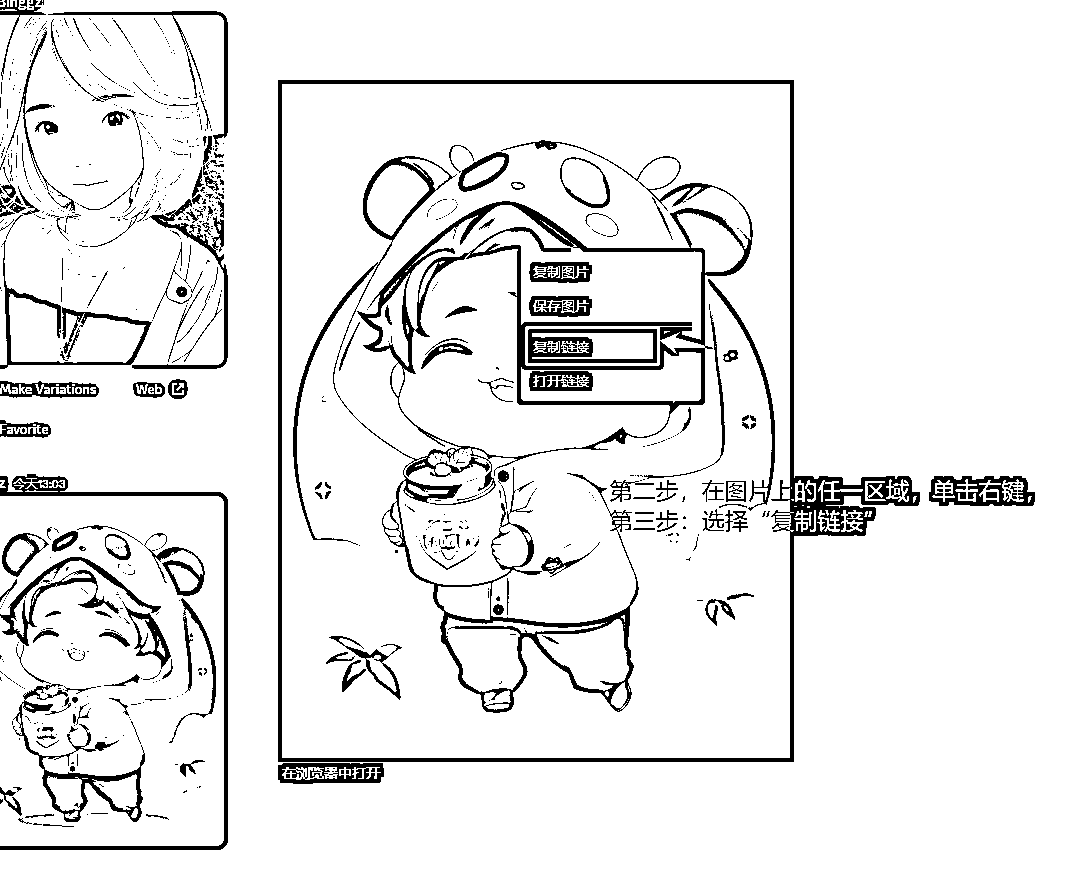 Make Variations
Web
Favorite
今天13:03
复制图片
保存图片
复制链接
打开链接
第二步，在图片上的任一区域，单击右键，
第三步：选择“复制链接”
在浏览器中打开